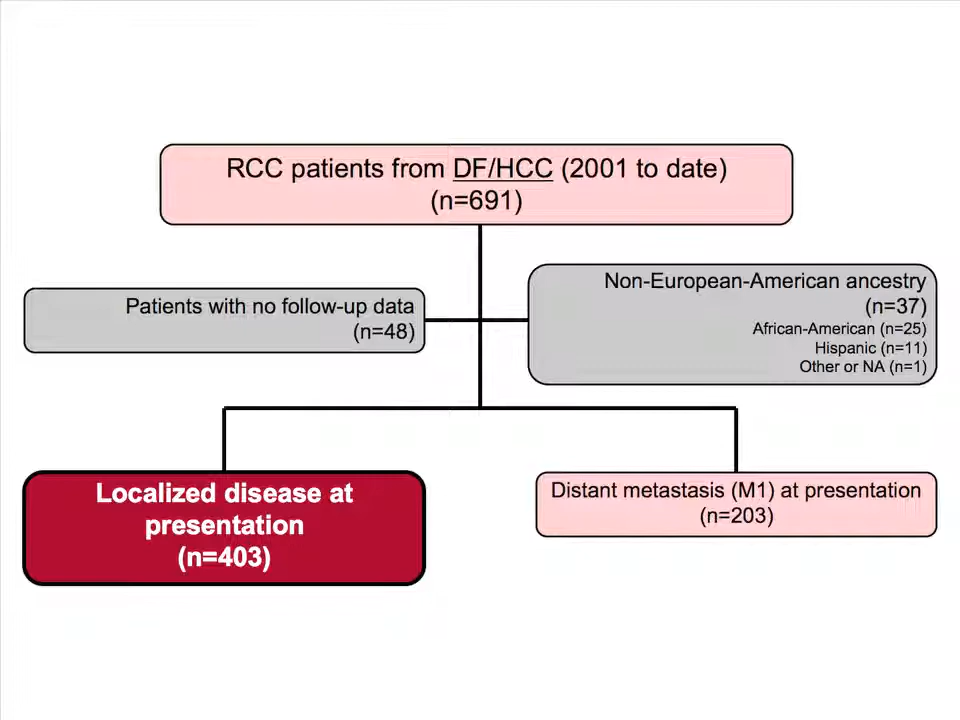 RCC patients from DF/HCC (2001 to date)
(n=691)
Patients with no follow-up data
(n=48)
Non-European-American ancestry
(n=37)
African-American (n=25)
Hispanic (n=11)
Other or NA (n=1)
Localized disease at
presentation
(n=403)
Distant metastasis (M1) at presentation
(n=203)